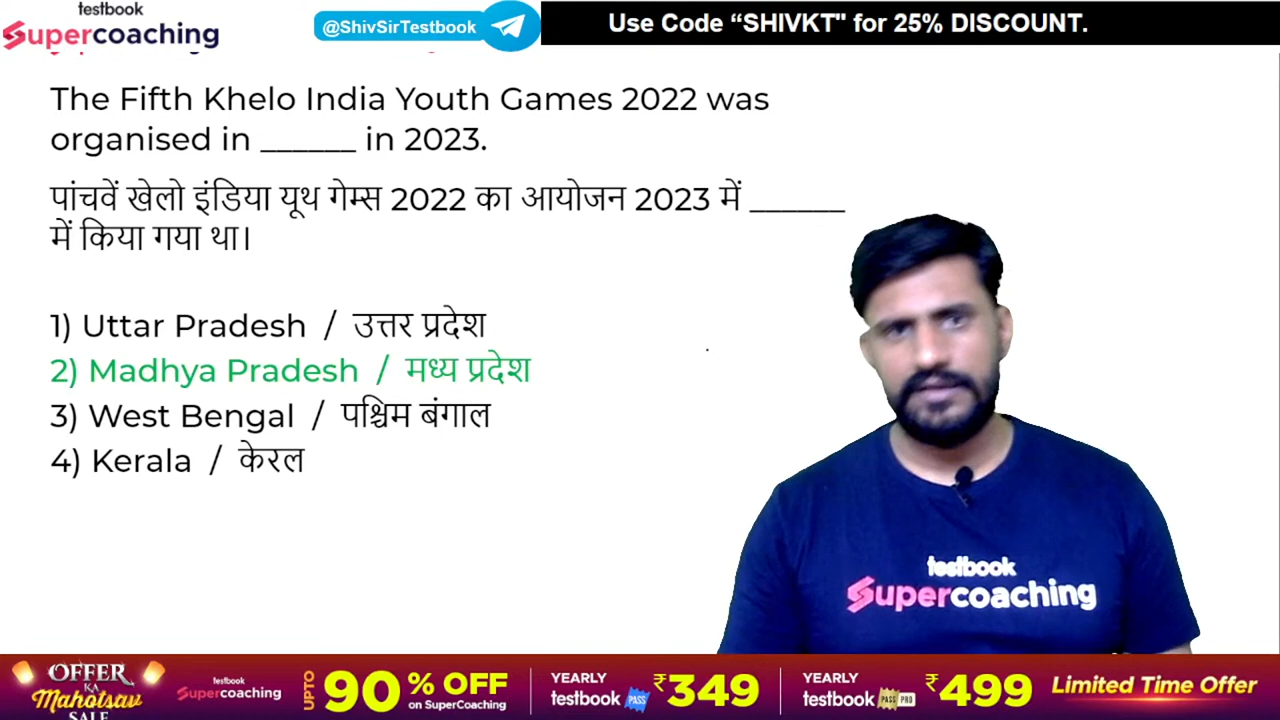 testbook
Supercoaching
@ShivSirTestbook
Use Code “SHIVKT" for 25% DISCOUNT.
The Fifth Khelo India Youth Games 2022 was
organised in ______ in 2023.
पांचवें खेलो इंडिया यूथ गेम्स 2022 का आयोजन 2023 में ______
में किया गया था।
1) Uttar Pradesh / उत्तर प्रदेश
2) Madhya Pradesh / मध्य प्रदेश
3) West Bengal / पश्चिम बंगाल
4) Kerala / केरल
testbook
Supercoaching
OFFER
KA
Mahotsav
SALE
testbook
Supercoaching
UPTO 90% OFF
on SuperCoaching
YEARLY
testbook PASS ₹349
YEARLY
testbook PASS PRO ₹499
Limited Time Offer